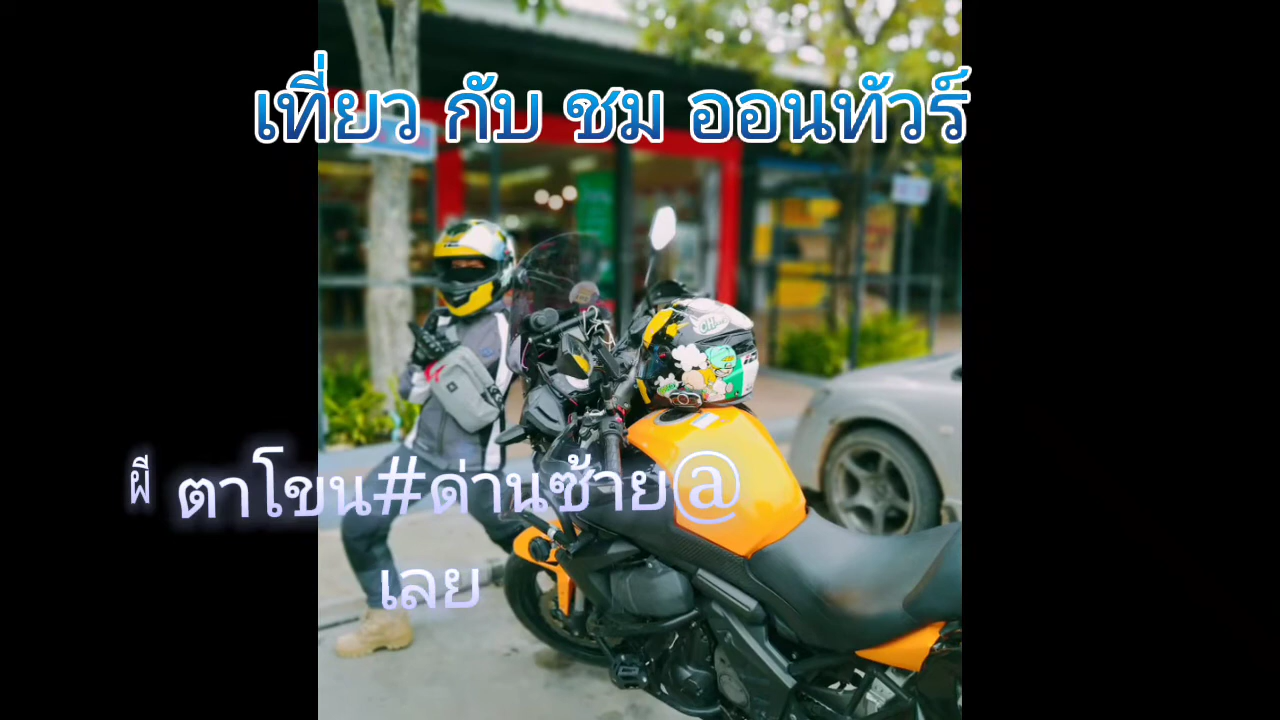 เที่ยว กับ ชม ออนทัวร์
ผี ตาโขน#ด่านซ้าย@
เลย